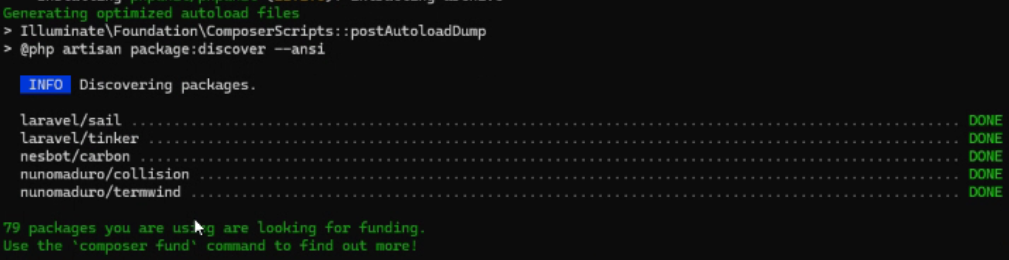 Generating optimized autoload files
> Illuminate\Foundation\ComposerScripts::postAutoloadDump
> @php artisan package:discover --ansi
INFO Discovering packages.
laravel/sail ................................................................................................ DONE
laravel/tinker .............................................................................................. DONE
nesbot/carbon ............................................................................................... DONE
nunomaduro/collision ........................................................................................ DONE
nunomaduro/termwind ......................................................................................... DONE
79 packages you are using are looking for funding.
Use the `composer fund` command to find out more!